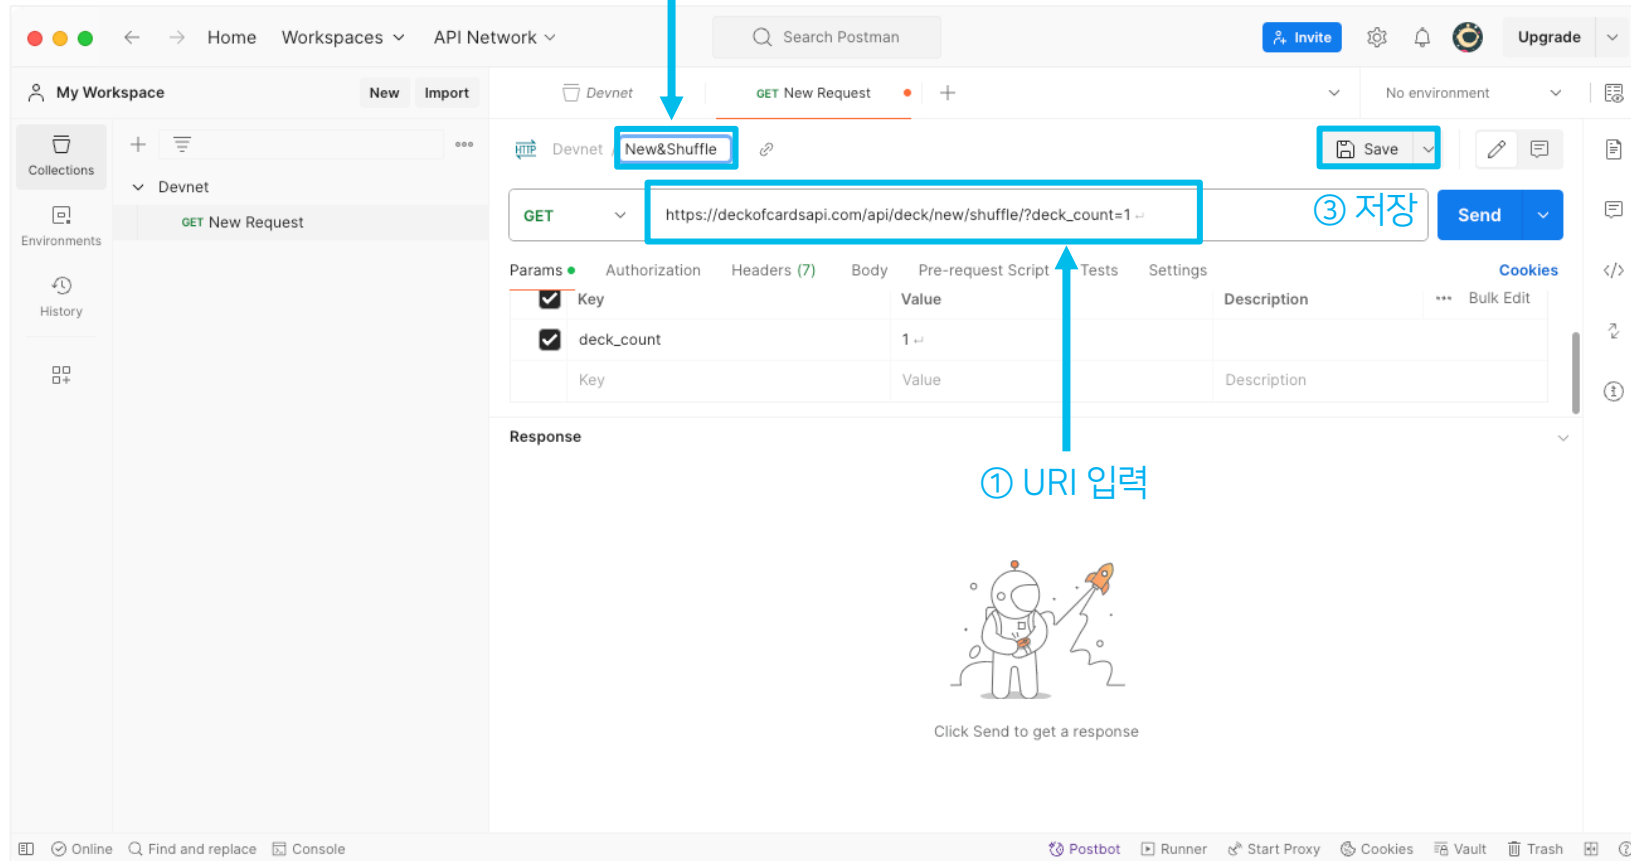 Home Workspaces API Network Search Postman Invite Upgrade
My Workspace New Import Devnet GET New Request No environment
Collections
HTTP Devnet / New&Shuffle Save
Devnet
GET https://deckofcardsapi.com/api/deck/new/shuffle/?deck_count=1 ③ 저장 Send
GET New Request
Environments
Params Authorization Headers (7) Body Pre-request Script Tests Settings Cookies
Key Value Description Bulk Edit
History
deck_count 1
Key Value Description
Response
① URI 입력
Click Send to get a response
Online Find and replace Console Postbot Runner Start Proxy Cookies Vault Trash